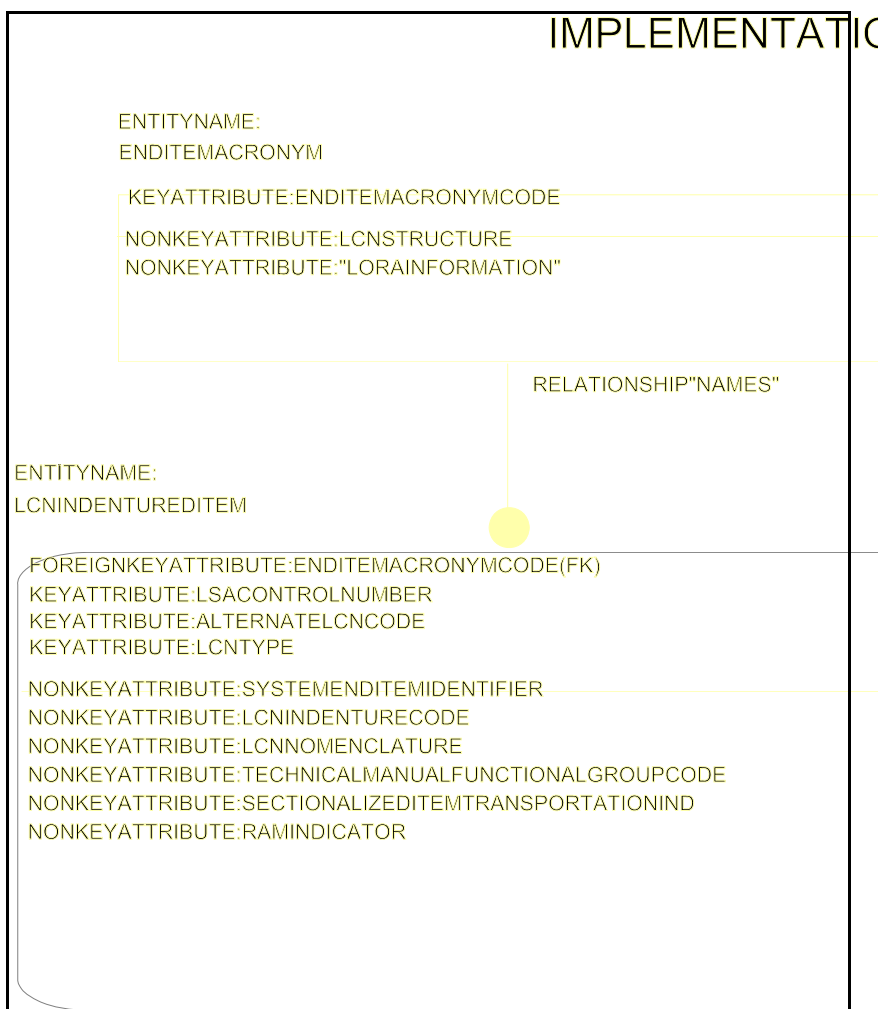 IMPLEMENTATIO
ENTITYNAME:
ENDITEMACRONYM
KEYATTRIBUTE:ENDITEMACRONYMCODE
NONKEYATTRIBUTE:LCNSTRUCTURE
NONKEYATTRIBUTE:"LORAINFORMATION"
RELATIONSHIP"NAMES"
ENTITYNAME:
LCNINDENTUREDITEM
FOREIGNKEYATTRIBUTE:ENDITEMACRONYMCODE(FK)
KEYATTRIBUTE:LSACONTROLNUMBER
KEYATTRIBUTE:ALTERNATELCNCODE
KEYATTRIBUTE:LCNTYPE
NONKEYATTRIBUTE:SYSTEMENDITEMIDENTIFIER
NONKEYATTRIBUTE:LCNINDENTURECODE
NONKEYATTRIBUTE:LCNNOMENCLATURE
NONKEYATTRIBUTE:TECHNICALMANUALFUNCTIONALGROUPCODE
NONKEYATTRIBUTE:SECTIONALIZEDITEMTRANSPORTATIONIND
NONKEYATTRIBUTE:RAMINDICATOR